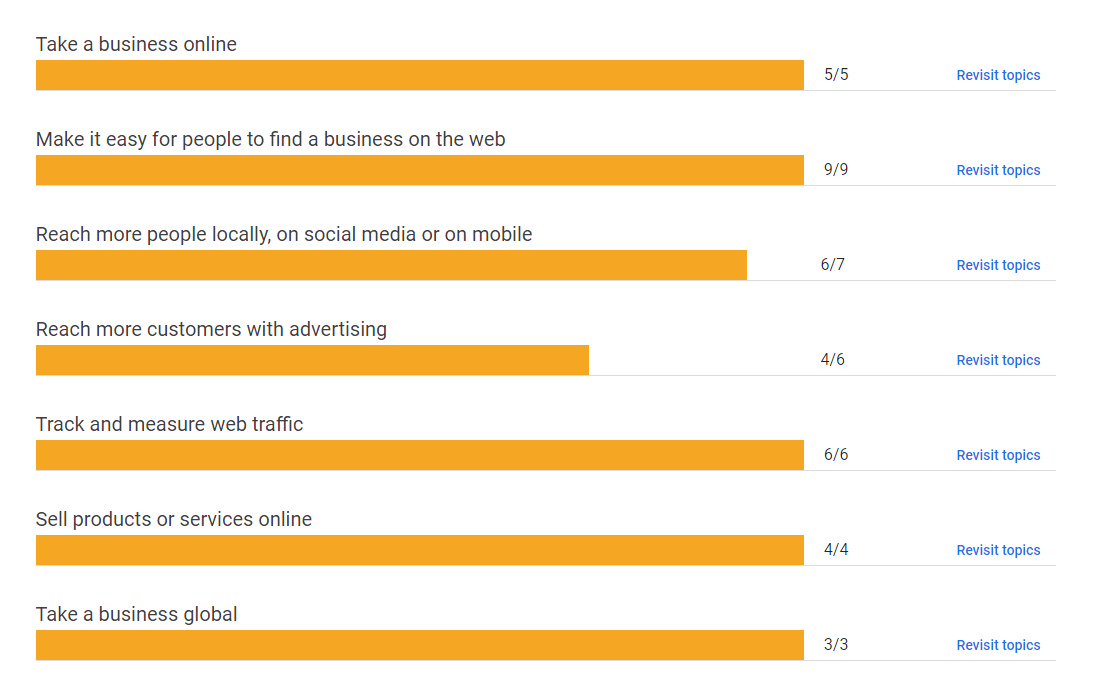 Take a business online
5/5 Revisit topics
Make it easy for people to find a business on the web
9/9 Revisit topics
Reach more people locally, on social media or on mobile
6/7 Revisit topics
Reach more customers with advertising
4/6 Revisit topics
Track and measure web traffic
6/6 Revisit topics
Sell products or services online
4/4 Revisit topics
Take a business global
3/3 Revisit topics